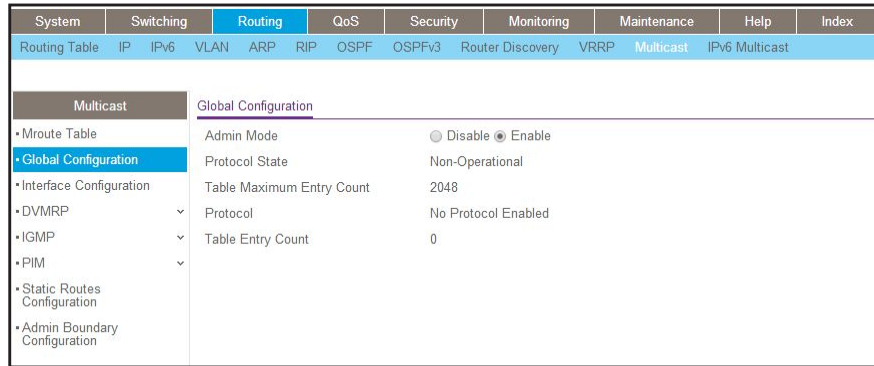 System Switching Routing QoS Security Monitoring Maintenance Help Index
Routing Table IP IPv6 VLAN ARP RIP OSPF OSPFv3 Router Discovery VRRP Multicast IPv6 Multicast
Multicast
Mroute Table
Global Configuration
Interface Configuration
DVMRP
IGMP
PIM
Static Routes
Configuration
Admin Boundary
Configuration
Global Configuration
Admin Mode Disable Enable
Protocol State Non-Operational
Table Maximum Entry Count 2048
Protocol No Protocol Enabled
Table Entry Count 0